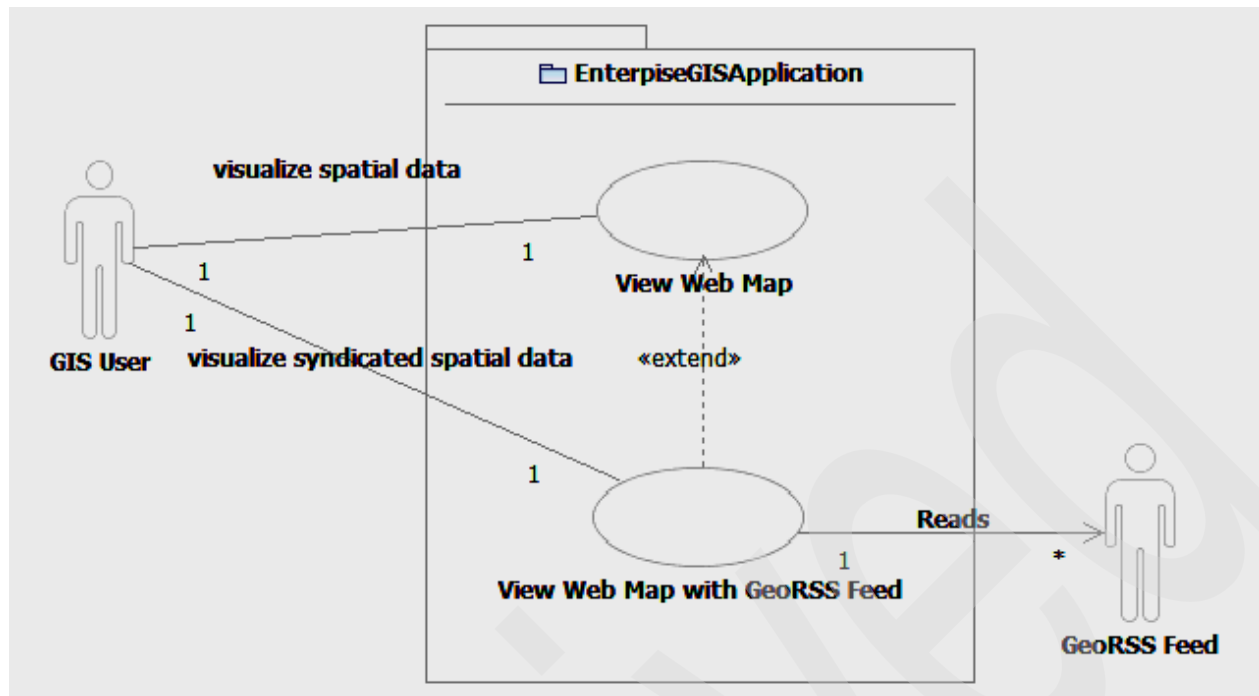 EnterpiseGISApplication
visualize spatial data
1
1
View Web Map
1
GIS User
visualize syndicated spatial data
«extend»
1
Reads
1
*
View Web Map with GeoRSS Feed
GeoRSS Feed